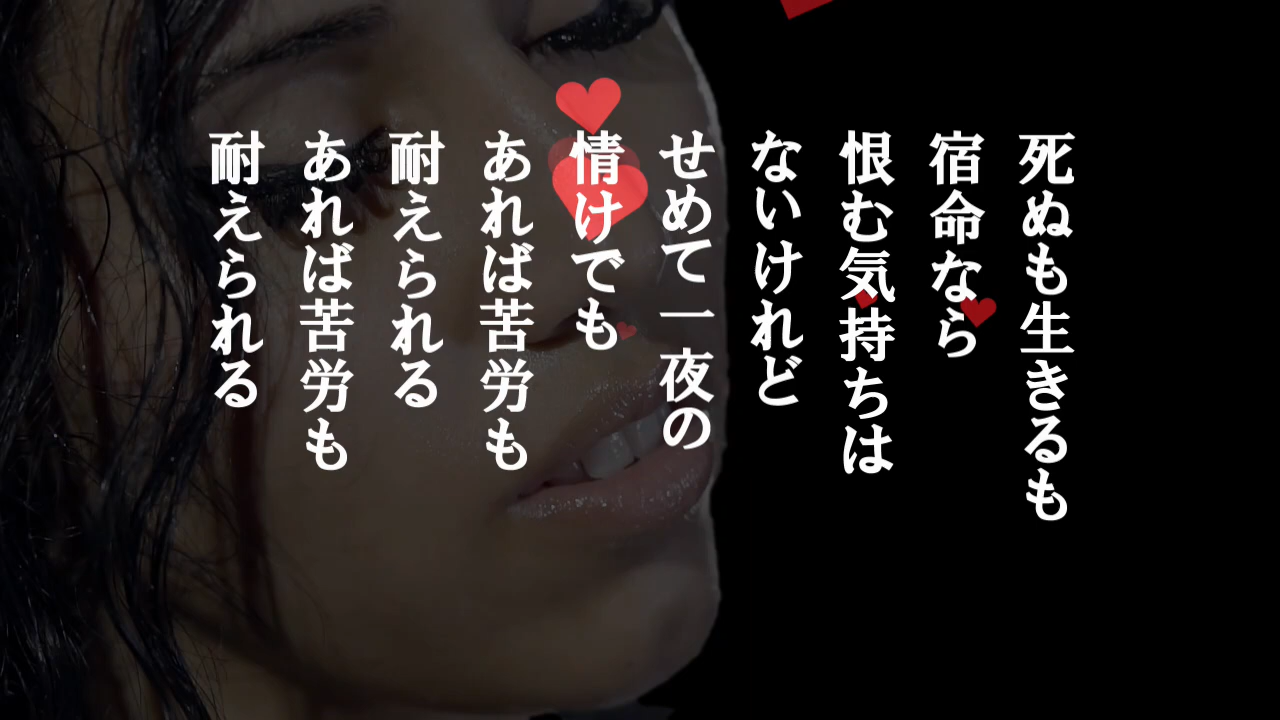 死ぬも生きるも
宿命なら
恨む気持ちは
ないけれど
せめて一夜の
情けでも
あれば苦労も
耐えられる
あれば苦労も
耐えられる